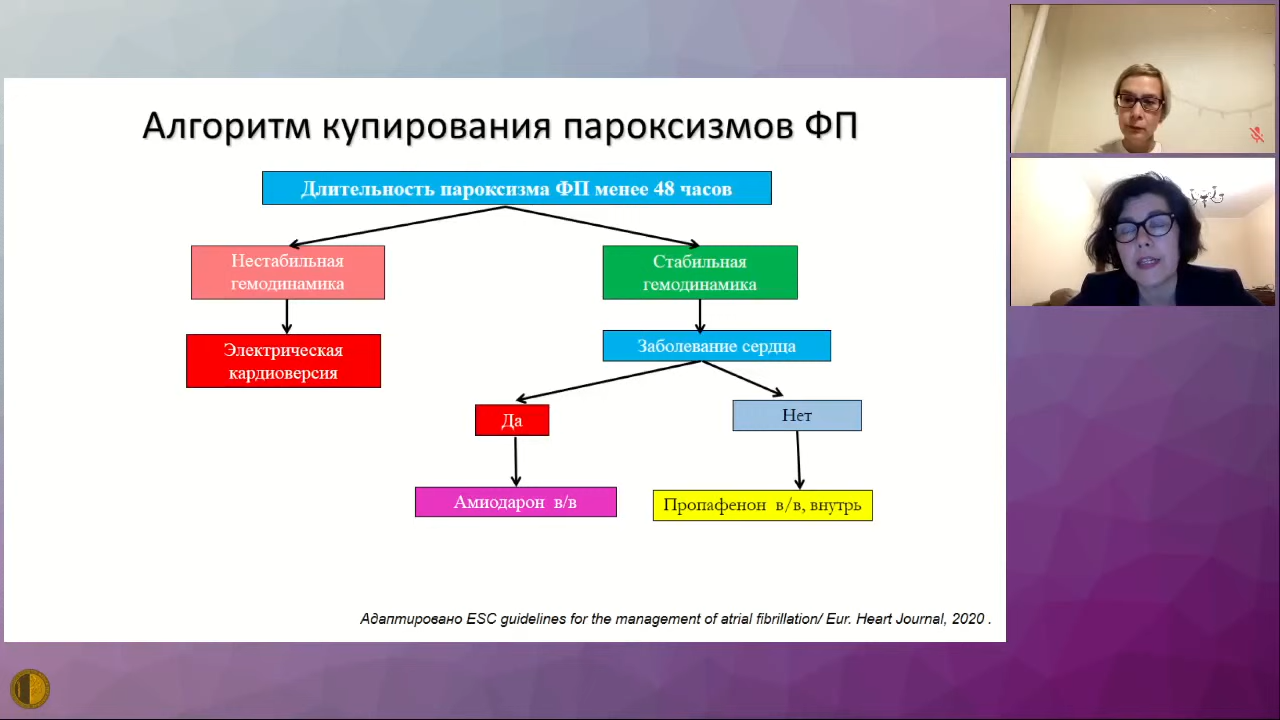 Алгоритм купирования пароксизмов ФП
Длительность пароксизма ФП менее 48 часов
Нестабильная
гемодинамика
Стабильная
гемодинамика
Электрическая
кардиоверсия
Заболевание сердца
Да
Нет
Амиодарон в/в
Пропафенон в/в, внутрь
Адаптировано ESC guidelines for the management of atrial fibrillation/ Eur. Heart Journal, 2020 .